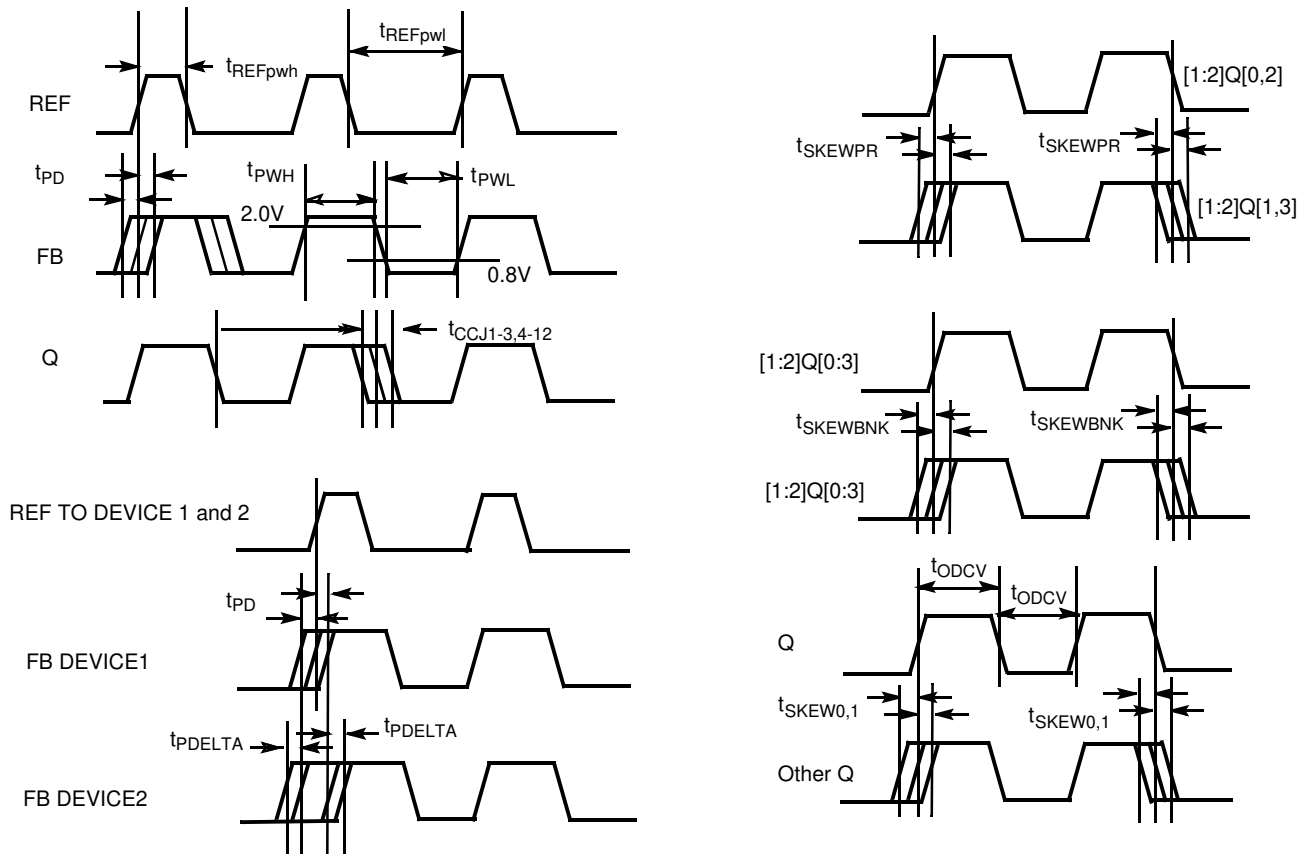 tREFpwh
tREFpwl
REF
tPD
tPWH
tPWL
2.0V
FB
0.8V
tCCJ1-3,4-12
Q
REF TO DEVICE 1 and 2
tPD
FB DEVICE1
tPDELTA
tPDELTA
FB DEVICE2
[1:2]Q[0,2]
tSKEWPR
tSKEWPR
[1:2]Q[1,3]
[1:2]Q[0:3]
tSKEWBNK
tSKEWBNK
[1:2]Q[0:3]
tODCV
tODCV
Q
tSKEW0,1
tSKEW0,1
Other Q